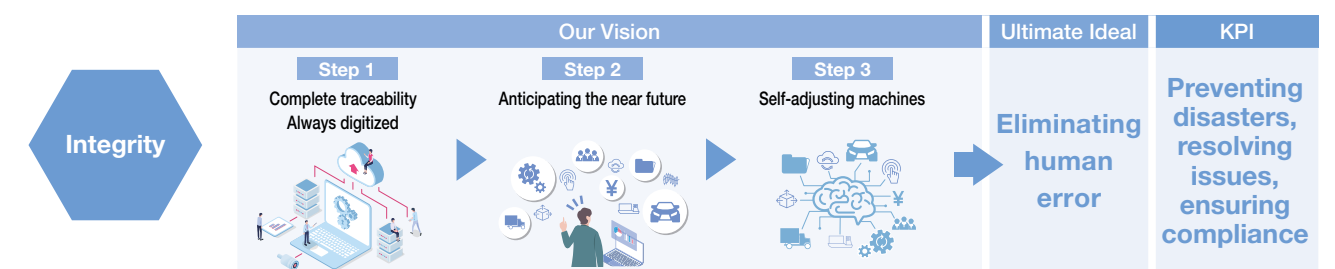 Integrity
Our Vision
Step 1
Complete traceability
Always digitized
Step 2
Anticipating the near future
¥
Step 3
Self-adjusting machines
¥
Ultimate Ideal
Eliminating
human
error
KPI
Preventing
disasters,
resolving
issues,
ensuring
compliance